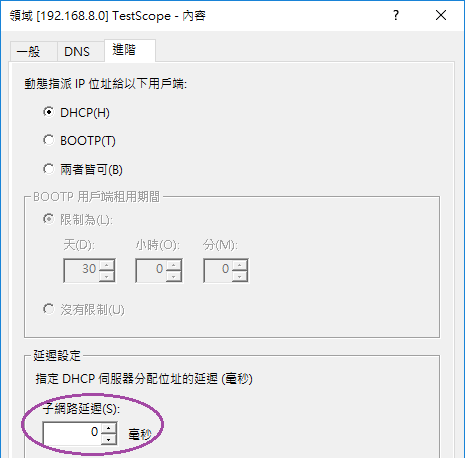 領域 [192.168.8.0] TestScope - 內容
一般 DNS 進階
動態指派 IP 位址給以下用戶端:
DHCP(H)
BOOTP(T)
兩者皆可(B)
BOOTP 用戶端租用期間
限制為(L):
天(D): 小時(O): 分(M):
30 0 0
沒有限制(U)
延遲設定
指定 DHCP 伺服器分配位址的延遲 (毫秒)
子網路延遲(S):
0 毫秒